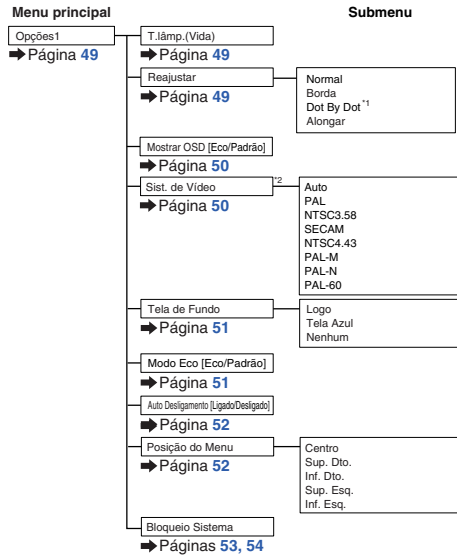 Menu principal
Submenu
Opções1
➡Página 49
T.lâmp.(Vida)
➡Página 49
Reajustar
➡Página 49
Normal
Borda
Dot By Dot *1
Alongar
Mostrar OSD [Eco/Padrão]
➡Página 50
Sist. de Vídeo *2
➡Página 50
Auto
PAL
NTSC3.58
SECAM
NTSC4.43
PAL-M
PAL-N
PAL-60
Tela de Fundo
➡Página 51
Logo
Tela Azul
Nenhum
Modo Eco [Eco/Padrão]
➡Página 51
Auto Desligamento [Ligado/Desligado]
➡Página 52
Posição do Menu
➡Página 52
Centro
Sup. Dto.
Inf. Dto.
Sup. Esq.
Inf. Esq.
Bloqueio Sistema
➡Páginas 53, 54